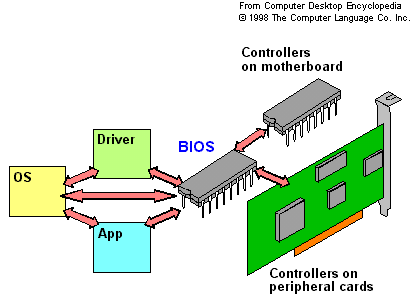 From Computer Desktop Encyclopedia
© 1998 The Computer Language Co. Inc.
Controllers
on motherboard
Driver
BIOS
OS
App
Controllers on
peripheral cards